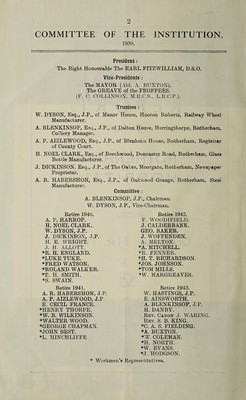 2
COMMITTEE OF THE INSTITUTION.
1939.
President :
The Right Honourable The EARL FITZWILLIAM, D.S.O.
Vice-Presidents :
The MAYOR (Ald. A. BUXTON).
The GREAVE of the FEOFFEES.
(F. C. COLLINSON, M.R.C.S., L.R.C.P.).
Trustees :
W. DYSON, Esq., J.P., of Manor House, Hooton Roberts, Railway Wheel
Manufacturer.
A. BLENKINSOP, Esq., J.P., of Dalton House, Herringthorpe, Rotherham,
Colliery Manager.
A. P. AIZLEWOOD, Esq., J.P., of Blenheim House, Rotherham, Registrar
of County Court.
H. NOEL CLARK, Esq., of Brecklwood, Doncaster Road, Rotherham, Glass
Bottle Manufacturer.
J. DICKINSON, Esq., J.P., of The Oakes, Moorgate, Rotherham, Newspaper
Proprietor.
A. R. HABERSHON, Esq., J.P., of Oakwood Grange, Rotherham, Steel
Manufacturer.
Committee :
A. BLENKINSOP, J.P., Chairman.
W. DYSON, J.P., Vice-Chairman.
Retire 1940.
A. P. HARROP.
H. NOEL CLARK.
W. DYSON, J.P.
J. DICKINSON, J.P.
H. E. WRIGHT.
J. H. ALLOTT.
*R. H. ENGLAND.
*LUKE TUKE.
*FRED WATSON.
*ROLAND WALKER.
*T. H. SMITH.
*S. SWAIN.
Retire 1941.
A. R. HABERSHON, J.P.
A. P. AIZLEWOOD, J.P
E. CECIL FRANCE.
*HENRY THORPE.
*W. R. WILKINSON.
*WALTER WOOD.
*GEORGE CHAPMAN.
*JOHN BEST.
*L. HINCHLIFFE
Retire 1942.
F. WOODIFIELD.
J. CALDERBANK.
GEO. BAKER.
J. WOFFENDEN.
J. MELTON.
*A. MITCHELL.
*H. FENNER.
*H. T. RICHARDSON.
*JOS. JOHNSON.
*TOM MILLS.
*W. HARGREAVES.
Retire 1943.
W. HASTINGS, J.P.
E. AINSWORTH.
A. BLENKINSOP, J.P.
H. DANBY.
Rev. Canon J. WARING.
Rev. S. B. KING.
*C. A. S. FIELDING.
*A. BUXTON.
*W. COLEMAN.
*H. NORTH.
*W. EVANS.
*J. HODGSON.
* Workmen's Representatives.